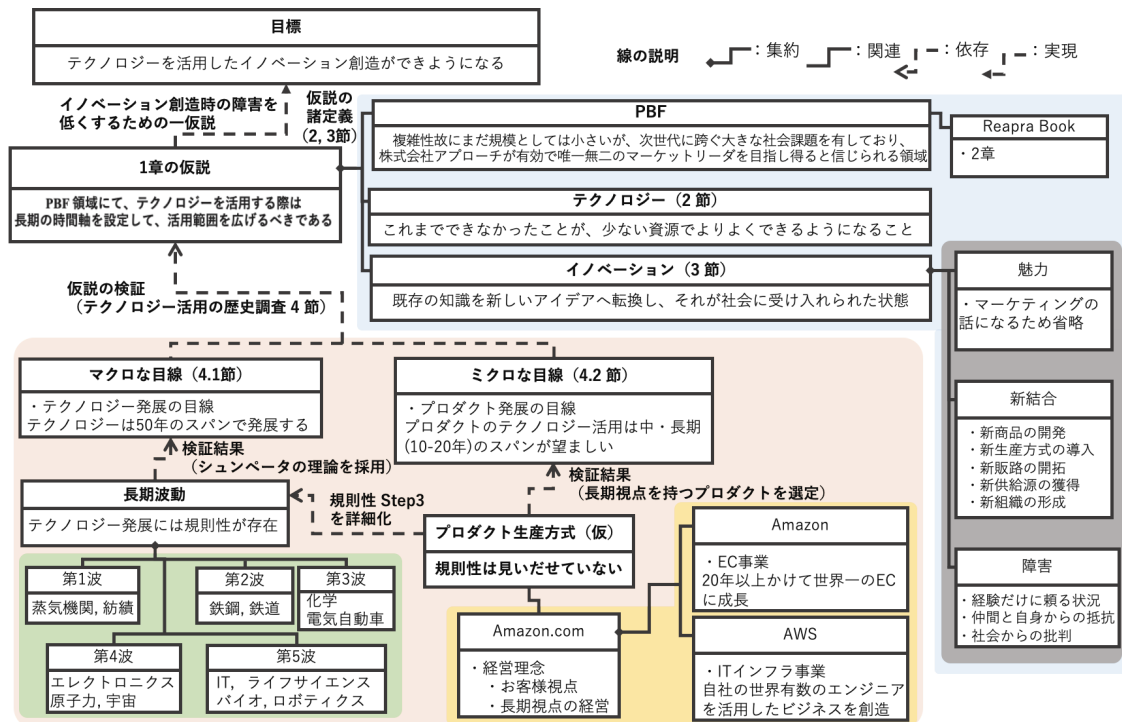 目標
テクノロジーを活用したイノベーション創造ができようになる
線の説明
：集約
：関連
：依存
：実現
イノベーション創造時の障害を
低くするための一仮説
仮説の
諸定義
(2, 3節)
1章の仮説
PBF 領域にて、テクノロジーを活用する際は
長期の時間軸を設定して、活用範囲を広げるべきである
PBF
複雑性故にまだ規模としては小さいが、次世代に跨ぐ大きな社会課題を有しており、
株式会社アプローチが有効で唯一無二のマーケットリーダを目指し得ると信じられる領域
Reapra Book
・2章
テクノロジー（2 節）
これまでできなかったことが、少ない資源でよりよくできるようになること
イノベーション（3 節）
既存の知識を新しいアイデアへ転換し、それが社会に受け入れられた状態
魅力
・マーケティングの
話になるため省略
新結合
・新商品の開発
・新生産方式の導入
・新販路の開拓
・新供給源の獲得
・新組織の形成
障害
・経験だけに頼る状況
・仲間と自身からの抵抗
・社会からの批判
仮説の検証
（テクノロジー活用の歴史調査 4 節）
マクロな目線（4.1節）
・テクノロジー発展の目線
テクノロジーは50年のスパンで発展する
ミクロな目線（4.2 節）
・プロダクト発展の目線
プロダクトのテクノロジー活用は中・長期
(10-20年)のスパンが望ましい
検証結果
（シュンペータの理論を採用）
検証結果
（長期視点を持つプロダクトを選定）
長期波動
テクノロジー発展には規則性が存在
規則性 Step3
を詳細化
プロダクト生産方式（仮）
規則性は見いだせていない
第1波
蒸気機関, 紡績
第2波
鉄鋼, 鉄道
第3波
化学
電気自動車
第4波
エレクトロニクス
原子力, 宇宙
第5波
IT, ライフサイエンス
バイオ, ロボティクス
Amazon.com
・経営理念
・お客様視点
・長期視点の経営
Amazon
・EC事業
20年以上かけて世界一のEC
に成長
AWS
・ITインフラ事業
自社の世界有数のエンジニア
を活用したビジネスを創造